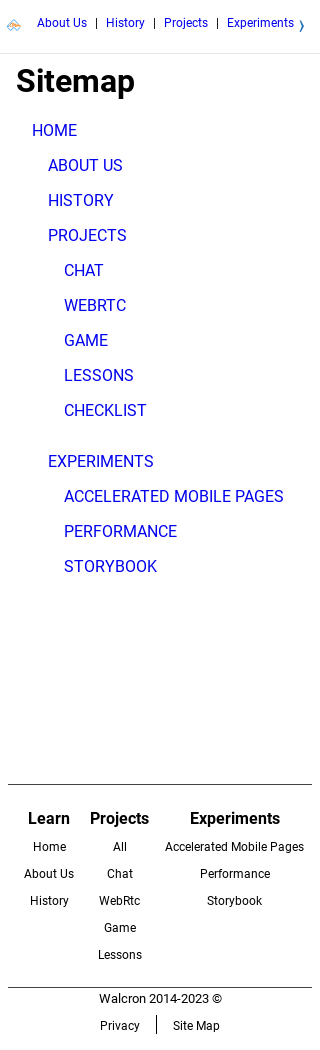 About Us | History | Projects | Experiments ❯
Sitemap
HOME
ABOUT US
HISTORY
PROJECTS
CHAT
WEBRTC
GAME
LESSONS
CHECKLIST
EXPERIMENTS
ACCELERATED MOBILE PAGES
PERFORMANCE
STORYBOOK
Learn Projects Experiments
Home All Accelerated Mobile Pages
About Us Chat Performance
History WebRtc Storybook
Game
Lessons
Walcron 2014-2023 ©
Privacy | Site Map